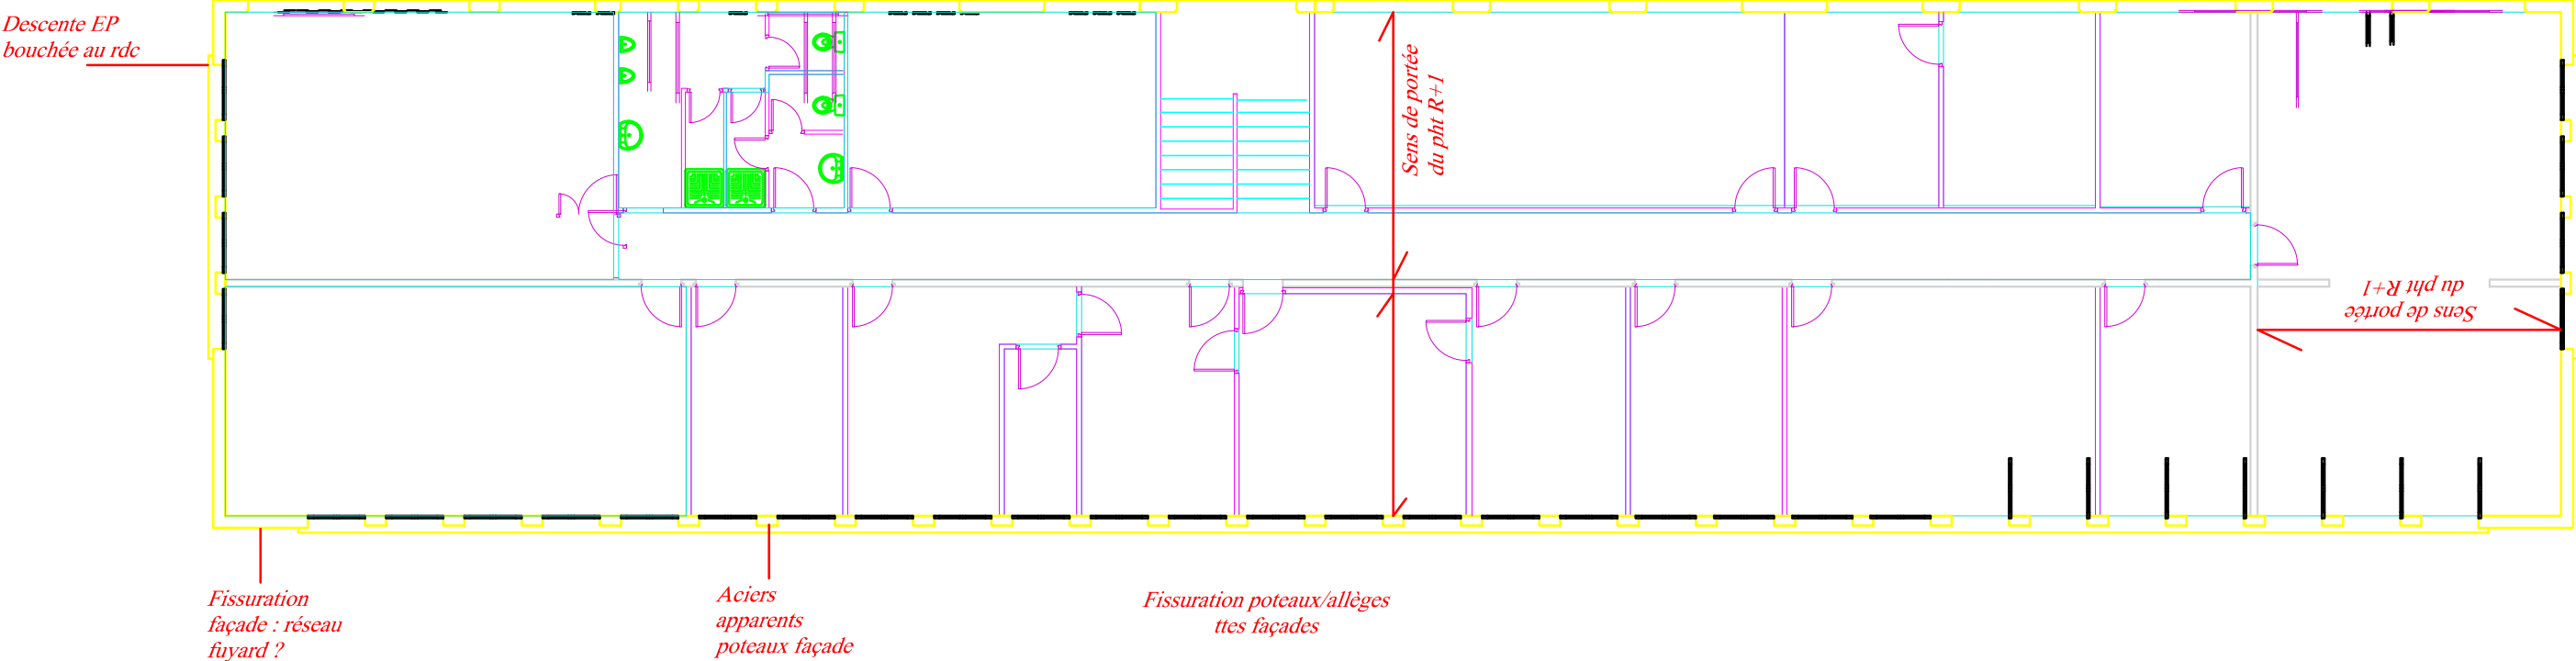 Descente EP
bouchée au rdc
Sens de portée
du pht R+1
Sens de portée
du pht R+1
Fissuration
façade : réseau
fuyard ?
Aciers
apparents
poteaux façade
Fissuration poteaux/allèges
ttes façades